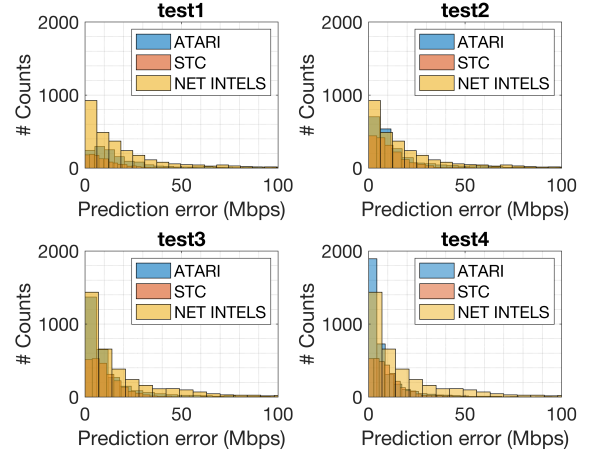 test1
2000
1000
0
# Counts
ATARI
STC
NET INTELS
0 50 100
Prediction error (Mbps)
test2
2000
1000
0
# Counts
ATARI
STC
NET INTELS
0 50 100
Prediction error (Mbps)
test3
2000
1000
0
# Counts
ATARI
STC
NET INTELS
0 50 100
Prediction error (Mbps)
test4
2000
1000
0
# Counts
ATARI
STC
NET INTELS
0 50 100
Prediction error (Mbps)